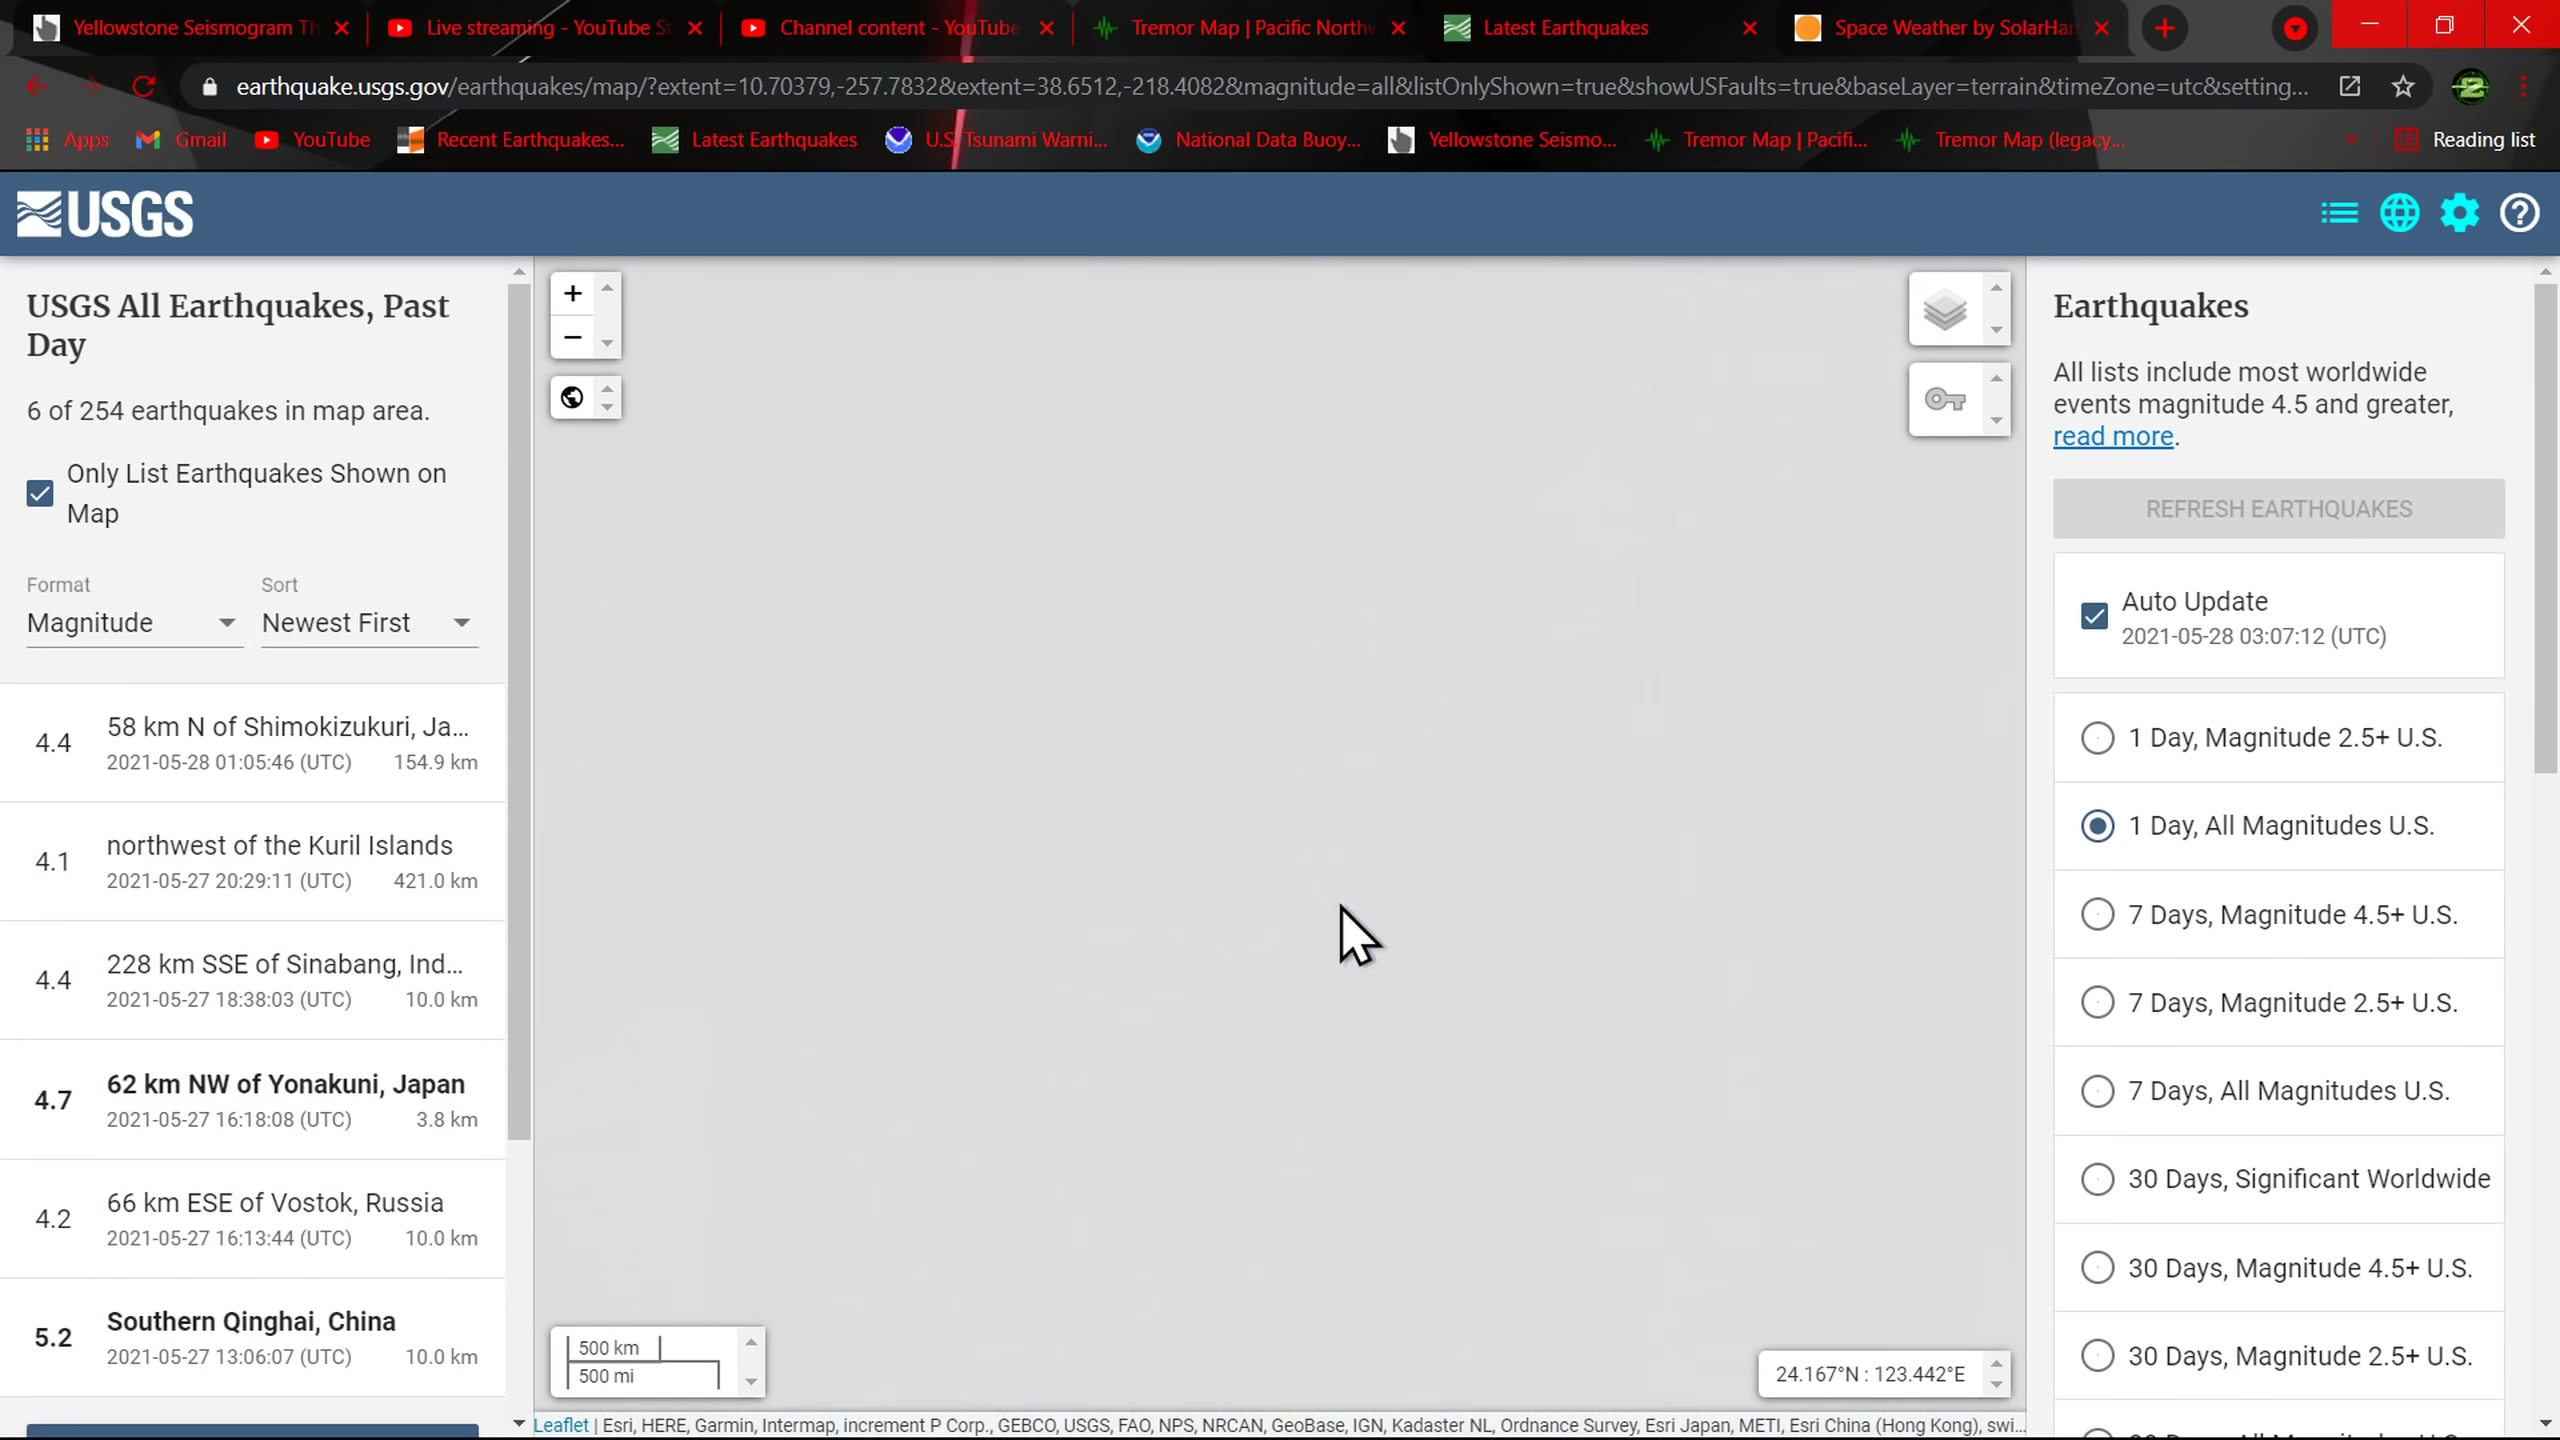 Yellowstone Seismogram Th
Live streaming - YouTube St
Channel content - YouTube
Tremor Map | Pacific Northw
Latest Earthquakes
Space Weather by SolarHam
earthquake.usgs.gov/earthquakes/map/?extent=10.70379,-257.7832&extent=38.6512,-218.4082&magnitude=all&listOnlyShown=true&showUSFaults=true&baseLayer=terrain&timeZone=utc&setting...
Apps
Gmail
YouTube
Recent Earthquakes...
Latest Earthquakes
U.S. Tsunami Warni...
National Data Buoy...
Yellowstone Seismo...
Tremor Map | Pacifi...
Tremor Map (legacy...
Reading list
USGS
USGS All Earthquakes, Past
Day
6 of 254 earthquakes in map area.
Only List Earthquakes Shown on
Map
Format
Sort
Magnitude
Newest First
4.4
58 km N of Shimokizukuri, Ja...
2021-05-28 01:05:46 (UTC) 154.9 km
4.1
northwest of the Kuril Islands
2021-05-27 20:29:11 (UTC) 421.0 km
4.4
228 km SSE of Sinabang, Ind...
2021-05-27 18:38:03 (UTC) 10.0 km
4.7
62 km NW of Yonakuni, Japan
2021-05-27 16:18:08 (UTC) 3.8 km
4.2
66 km ESE of Vostok, Russia
2021-05-27 16:13:44 (UTC) 10.0 km
5.2
Southern Qinghai, China
2021-05-27 13:06:07 (UTC) 10.0 km
+
−
500 km
500 mi
24.167°N : 123.442°E
Leaflet | Esri, HERE, Garmin, Intermap, increment P Corp., GEBCO, USGS, FAO, NPS, NRCAN, GeoBase, IGN, Kadaster NL, Ordnance Survey, Esri Japan, METI, Esri China (Hong Kong), swi...
Earthquakes
All lists include most worldwide
events magnitude 4.5 and greater,
read more.
REFRESH EARTHQUAKES
Auto Update
2021-05-28 03:07:12 (UTC)
1 Day, Magnitude 2.5+ U.S.
1 Day, All Magnitudes U.S.
7 Days, Magnitude 4.5+ U.S.
7 Days, Magnitude 2.5+ U.S.
7 Days, All Magnitudes U.S.
30 Days, Significant Worldwide
30 Days, Magnitude 4.5+ U.S.
30 Days, Magnitude 2.5+ U.S.